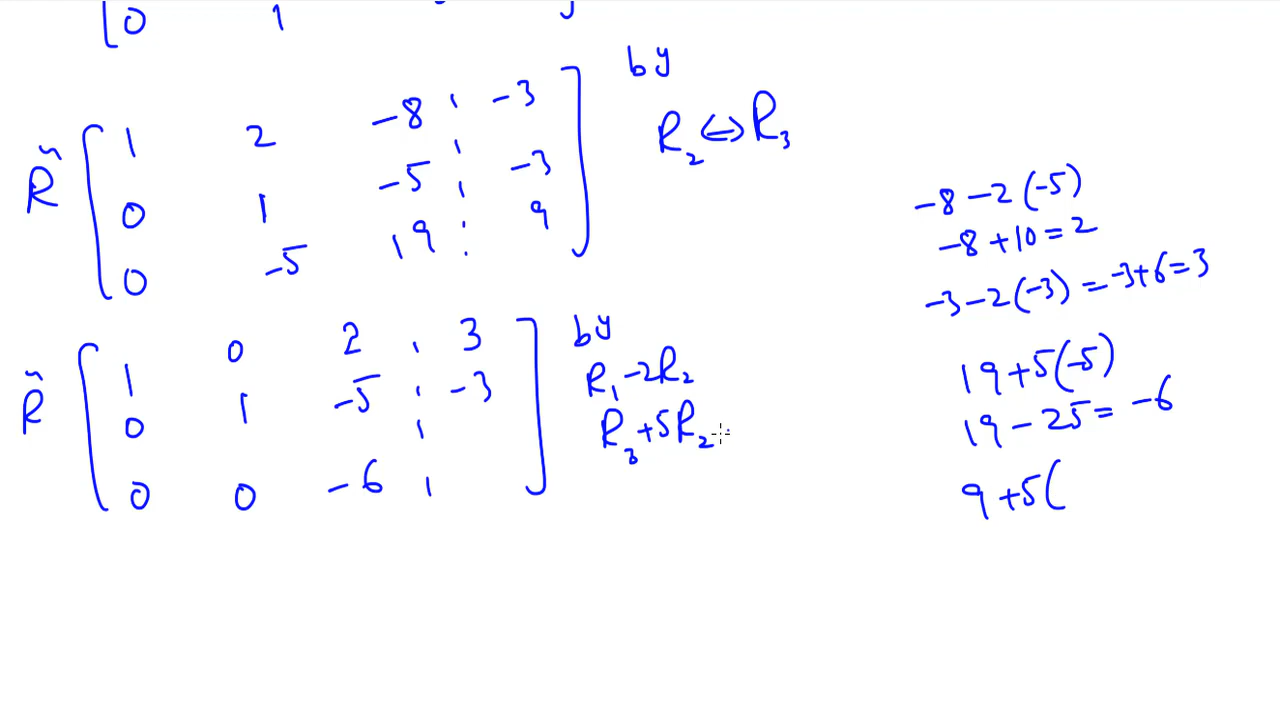 [0 1 ]
R̃ [1 2 -8 ¦ -3] by
0 1 -5 ¦ -3 R₂ ⇔ R₃
0 -5 19 ¦ 9]
R̃ [1 0 2 ¦ 3] by
0 1 -5 ¦ -3 R₁-2R₂
0 0 -6 ¦ ] R₃+5R₂
-8-2(-5)
-8+10=2
-3-2(-3)=-3+6=3
19+5(-5)
19-25=-6
9+5(